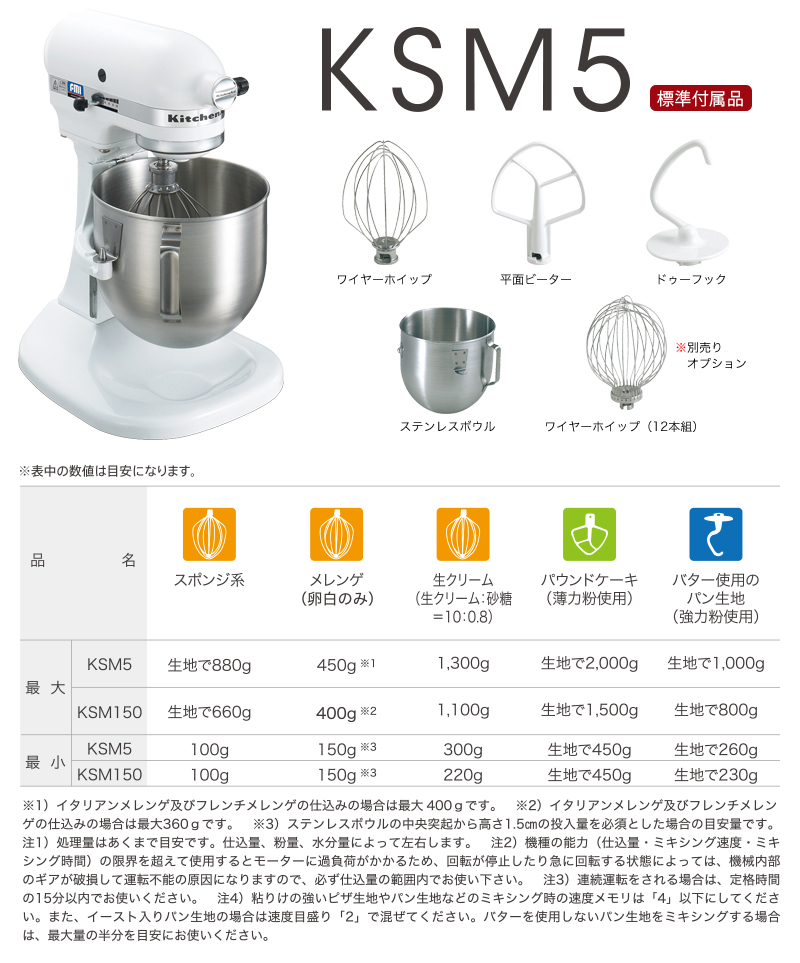 KSM5
標準付属品
FMI
Kitchen
ワイヤーホイップ
平面ビーター
ドゥーフック
ステンレスボウル
ワイヤーホイップ（12本組）
※別売り
オプション
※表中の数値は目安になります。
品 名
スポンジ系
メレンゲ
（卵白のみ）
生クリーム
（生クリーム：砂糖
＝10：0.8）
パウンドケーキ
（薄力粉使用）
バター使用の
パン生地
（強力粉使用）
最 大
KSM5 生地で880g 450g※1 1,300g 生地で2,000g 生地で1,000g
KSM150 生地で660g 400g※2 1,100g 生地で1,500g 生地で800g
最 小
KSM5 100g 150g※3 300g 生地で450g 生地で260g
KSM150 100g 150g※3 220g 生地で450g 生地で230g
※1）イタリアンメレンゲ及びフレンチメレンゲの仕込みの場合は最大 400ｇです。　※2）イタリアンメレンゲ及びフレンチメレン
ゲの仕込みの場合は最大360ｇです。　※3）ステンレスボウルの中央突起から高さ1.5㎝の投入量を必須とした場合の目安量です。
注1）処理量はあくまで目安です。仕込量、粉量、水分量によって左右します。　注2）機種の能力（仕込量・ミキシング速度・ミキ
シング時間）の限界を超えて使用するとモーターに過負荷がかかるため、回転が停止したり急に回転する状態によっては、機械内部
のギアが破損して運転不能の原因になりますので、必ず仕込量の範囲内でお使い下さい。　注3）連続運転をされる場合は、定格時間
の15分以内でお使いください。　注4）粘りけの強いピザ生地やパン生地などのミキシング時の速度メモリは「4」以下にしてくださ
い。また、イースト入りパン生地の場合は速度目盛り「2」で混ぜてください。バターを使用しないパン生地をミキシングする場合
は、最大量の半分を目安にお使いください。